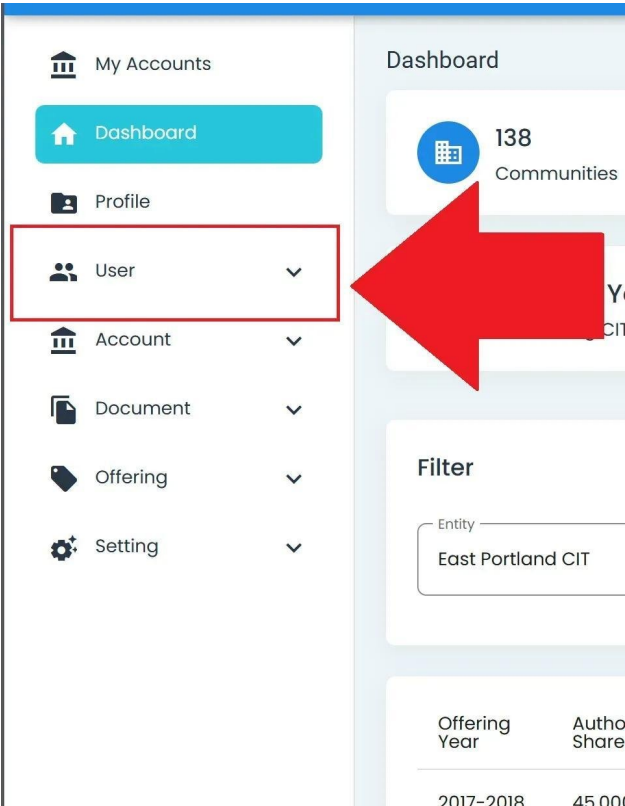 My Accounts
Dashboard
Profile
User
Account
Document
Offering
Setting
Dashboard
138
Communities
Filter
Entity
East Portland CIT
Offering
Year
2017-2018